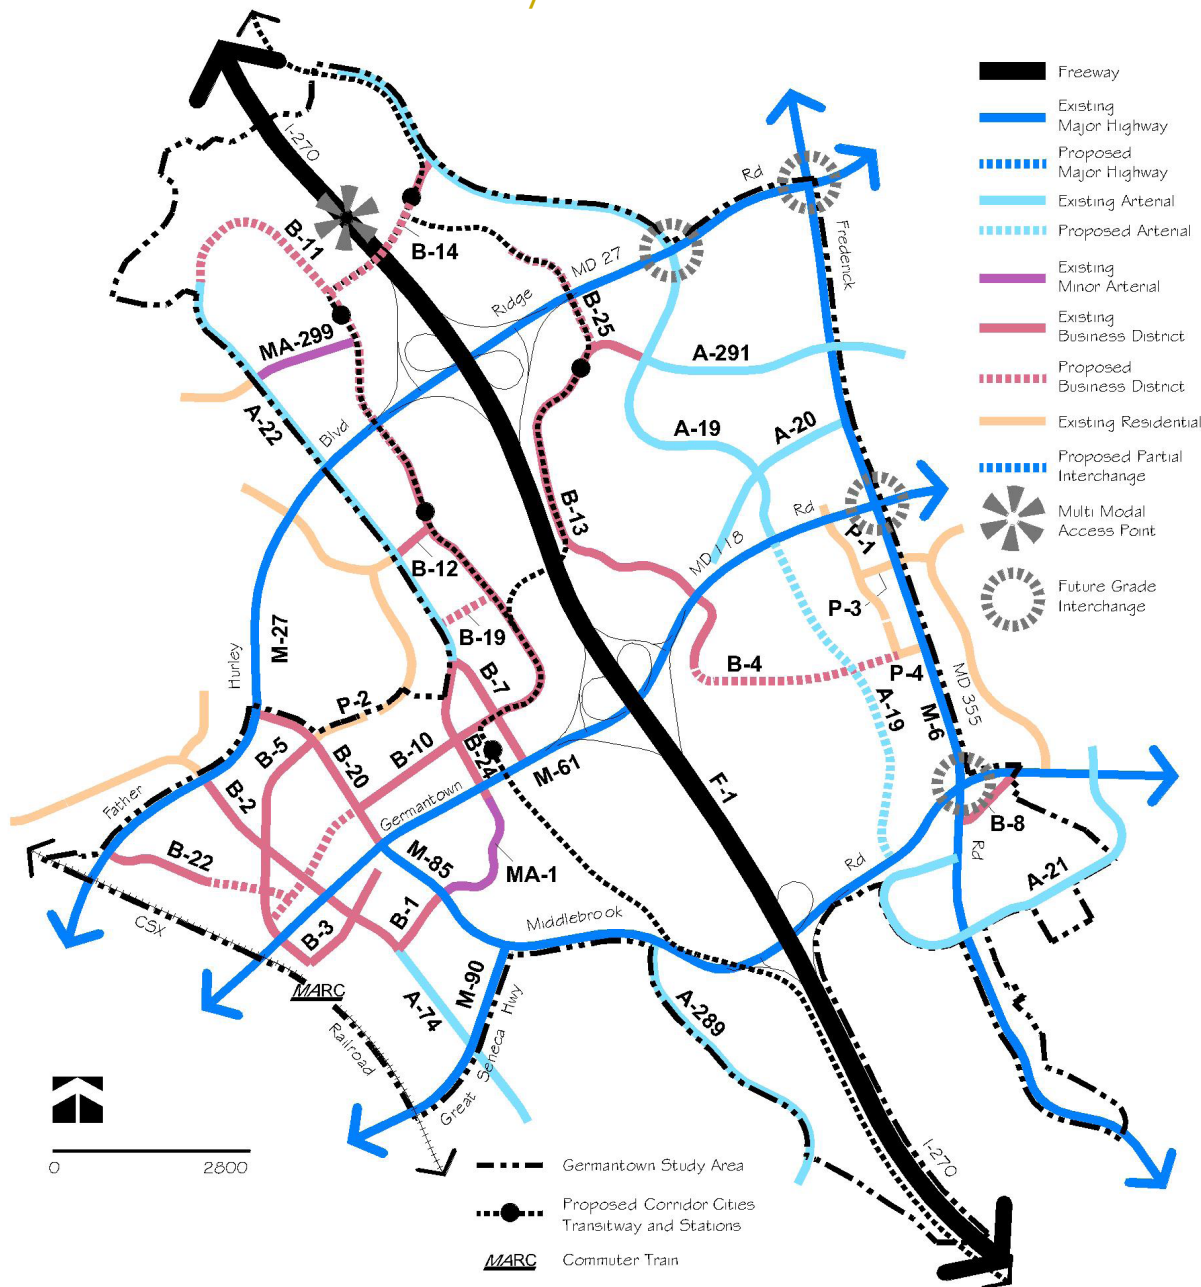 Freeway
Existing
Major Highway
Proposed
Major Highway
Existing Arterial
Proposed Arterial
Existing
Minor Arterial
Existing
Business District
Proposed
Business District
Existing Residential
Proposed Partial
Interchange
Multi Modal
Access Point
Future Grade
Interchange
I-270
Rd
Frederick
B-11
B-14
MD 27
Ridge
B-25
MA-299
A-291
A-22
Blvd
A-19
A-20
B-13
Rd
P-1
MD 118
B-12
P-3
B-19
M-27
Hurley
B-7
B-4
P-4
MD 355
P-2
A-19
M-6
B-5
B-20
B-10
B-24
M-61
F-1
Father
B-2
Germantown
B-8
Rd
Rd
M-85
B-22
MA-1
A-21
B-1
Middlebrook
CSX
B-3
MARC
M-90
A-74
Great Seneca Hwy
A-289
Railroad
I-270
0 2800
Germantown Study Area
Proposed Corridor Cities
Transitway and Stations
MARC Commuter Train